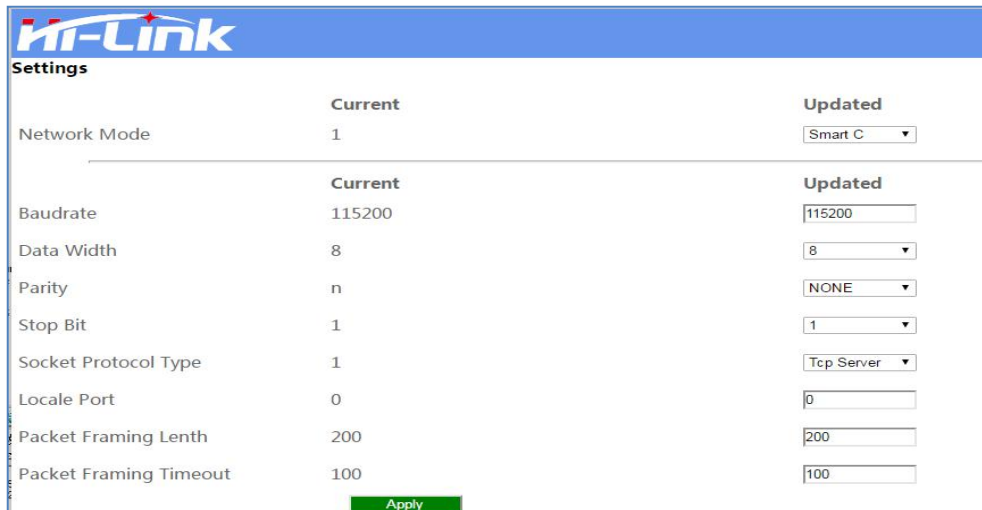 Hi-Link
Settings
Current Updated
Network Mode 1 Smart C
Current Updated
Baudrate 115200 115200
Data Width 8 8
Parity n NONE
Stop Bit 1 1
Socket Protocol Type 1 Tcp Server
Locale Port 0 0
Packet Framing Lenth 200 200
Packet Framing Timeout 100 100
Apply